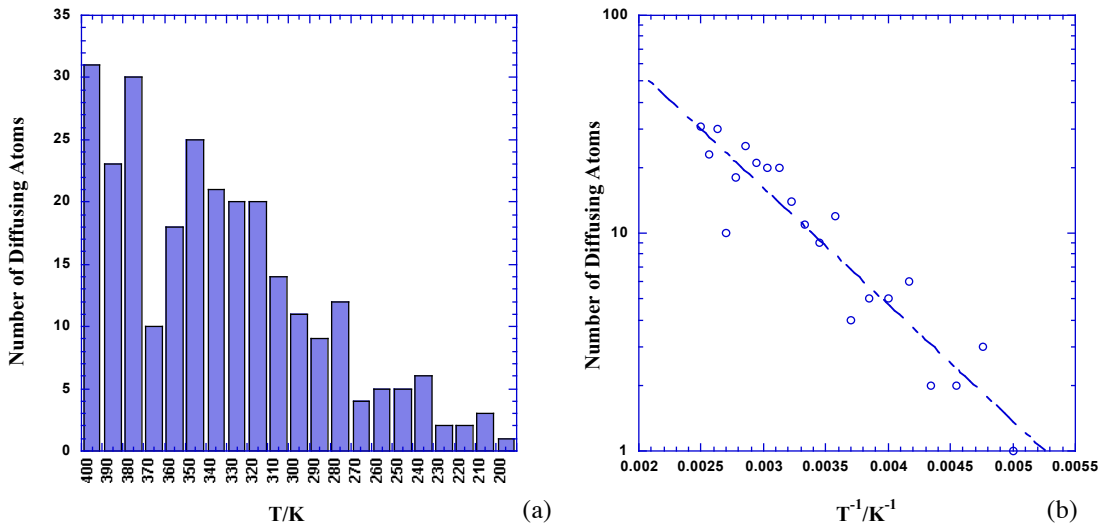 35
30
25
20
15
10
5
0
Number of Diffusing Atoms
400 390 380 370 360 350 340 330 320 310 300 290 280 270 260 250 240 230 220 210 200
T/K
(a)
100
10
1
Number of Diffusing Atoms
0.002 0.0025 0.003 0.0035 0.004 0.0045 0.005 0.0055
T⁻¹/K⁻¹
(b)